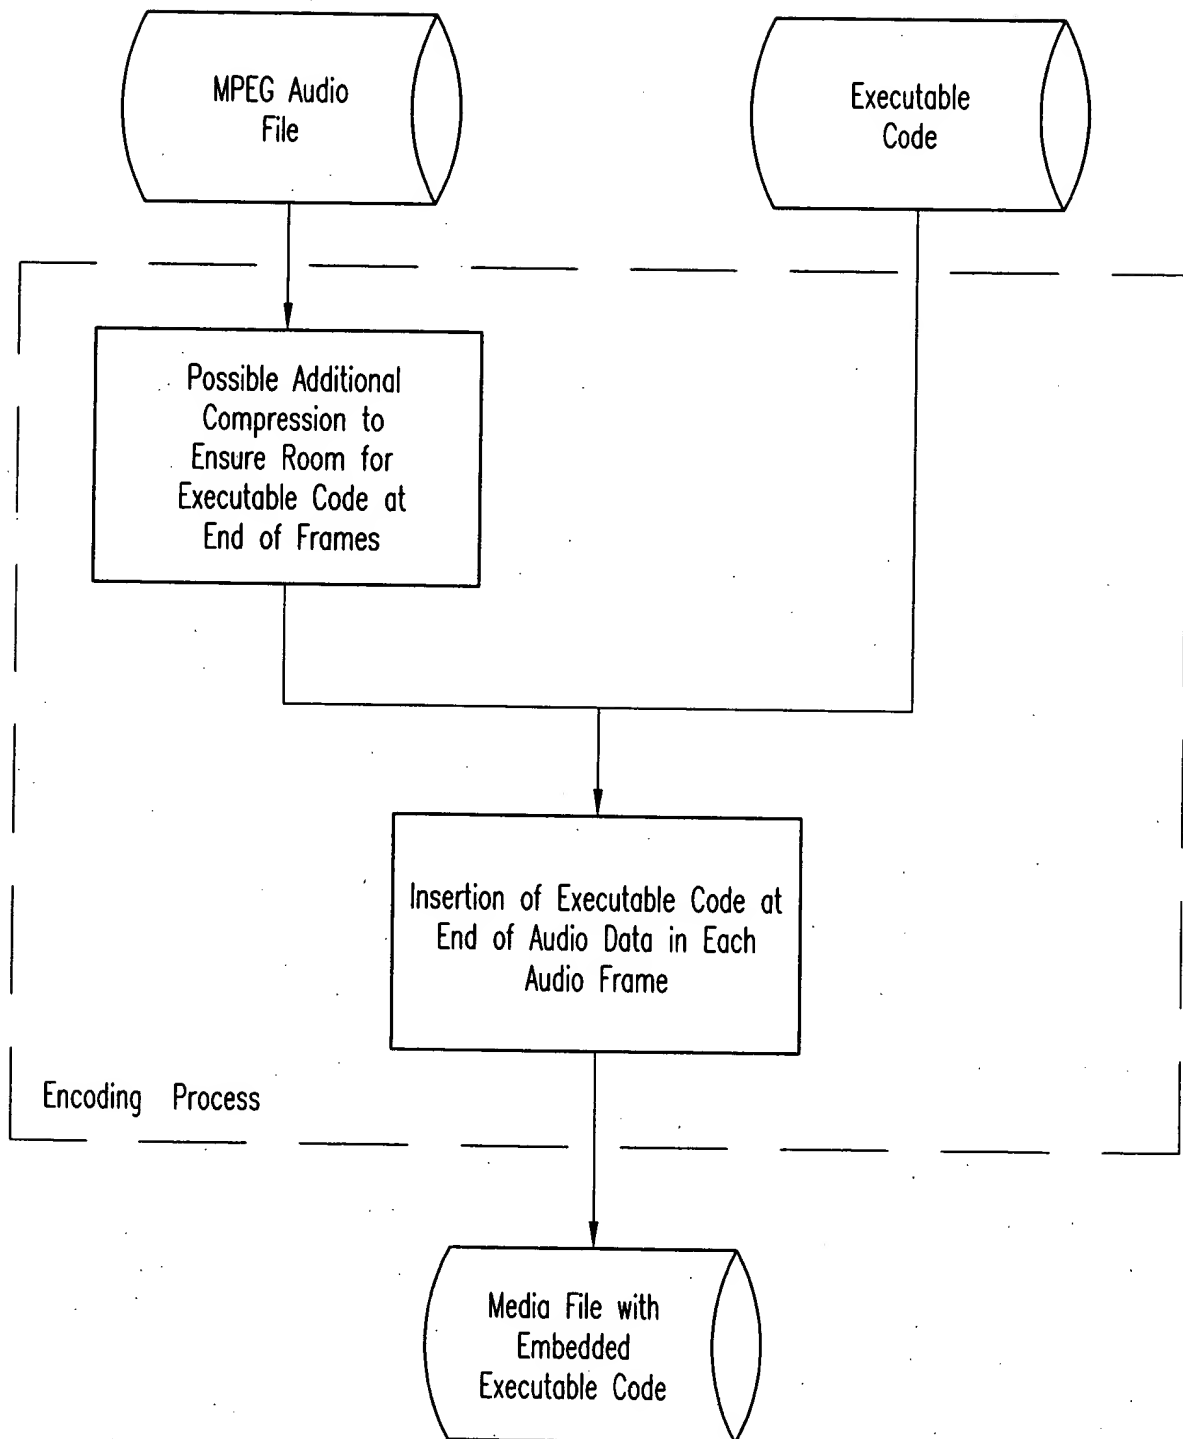 MPEG Audio
File
Executable
Code
Possible Additional
Compression to
Ensure Room for
Executable Code at
End of Frames
Insertion of Executable Code at
End of Audio Data in Each
Audio Frame
Encoding Process
Media File with
Embedded
Executable Code